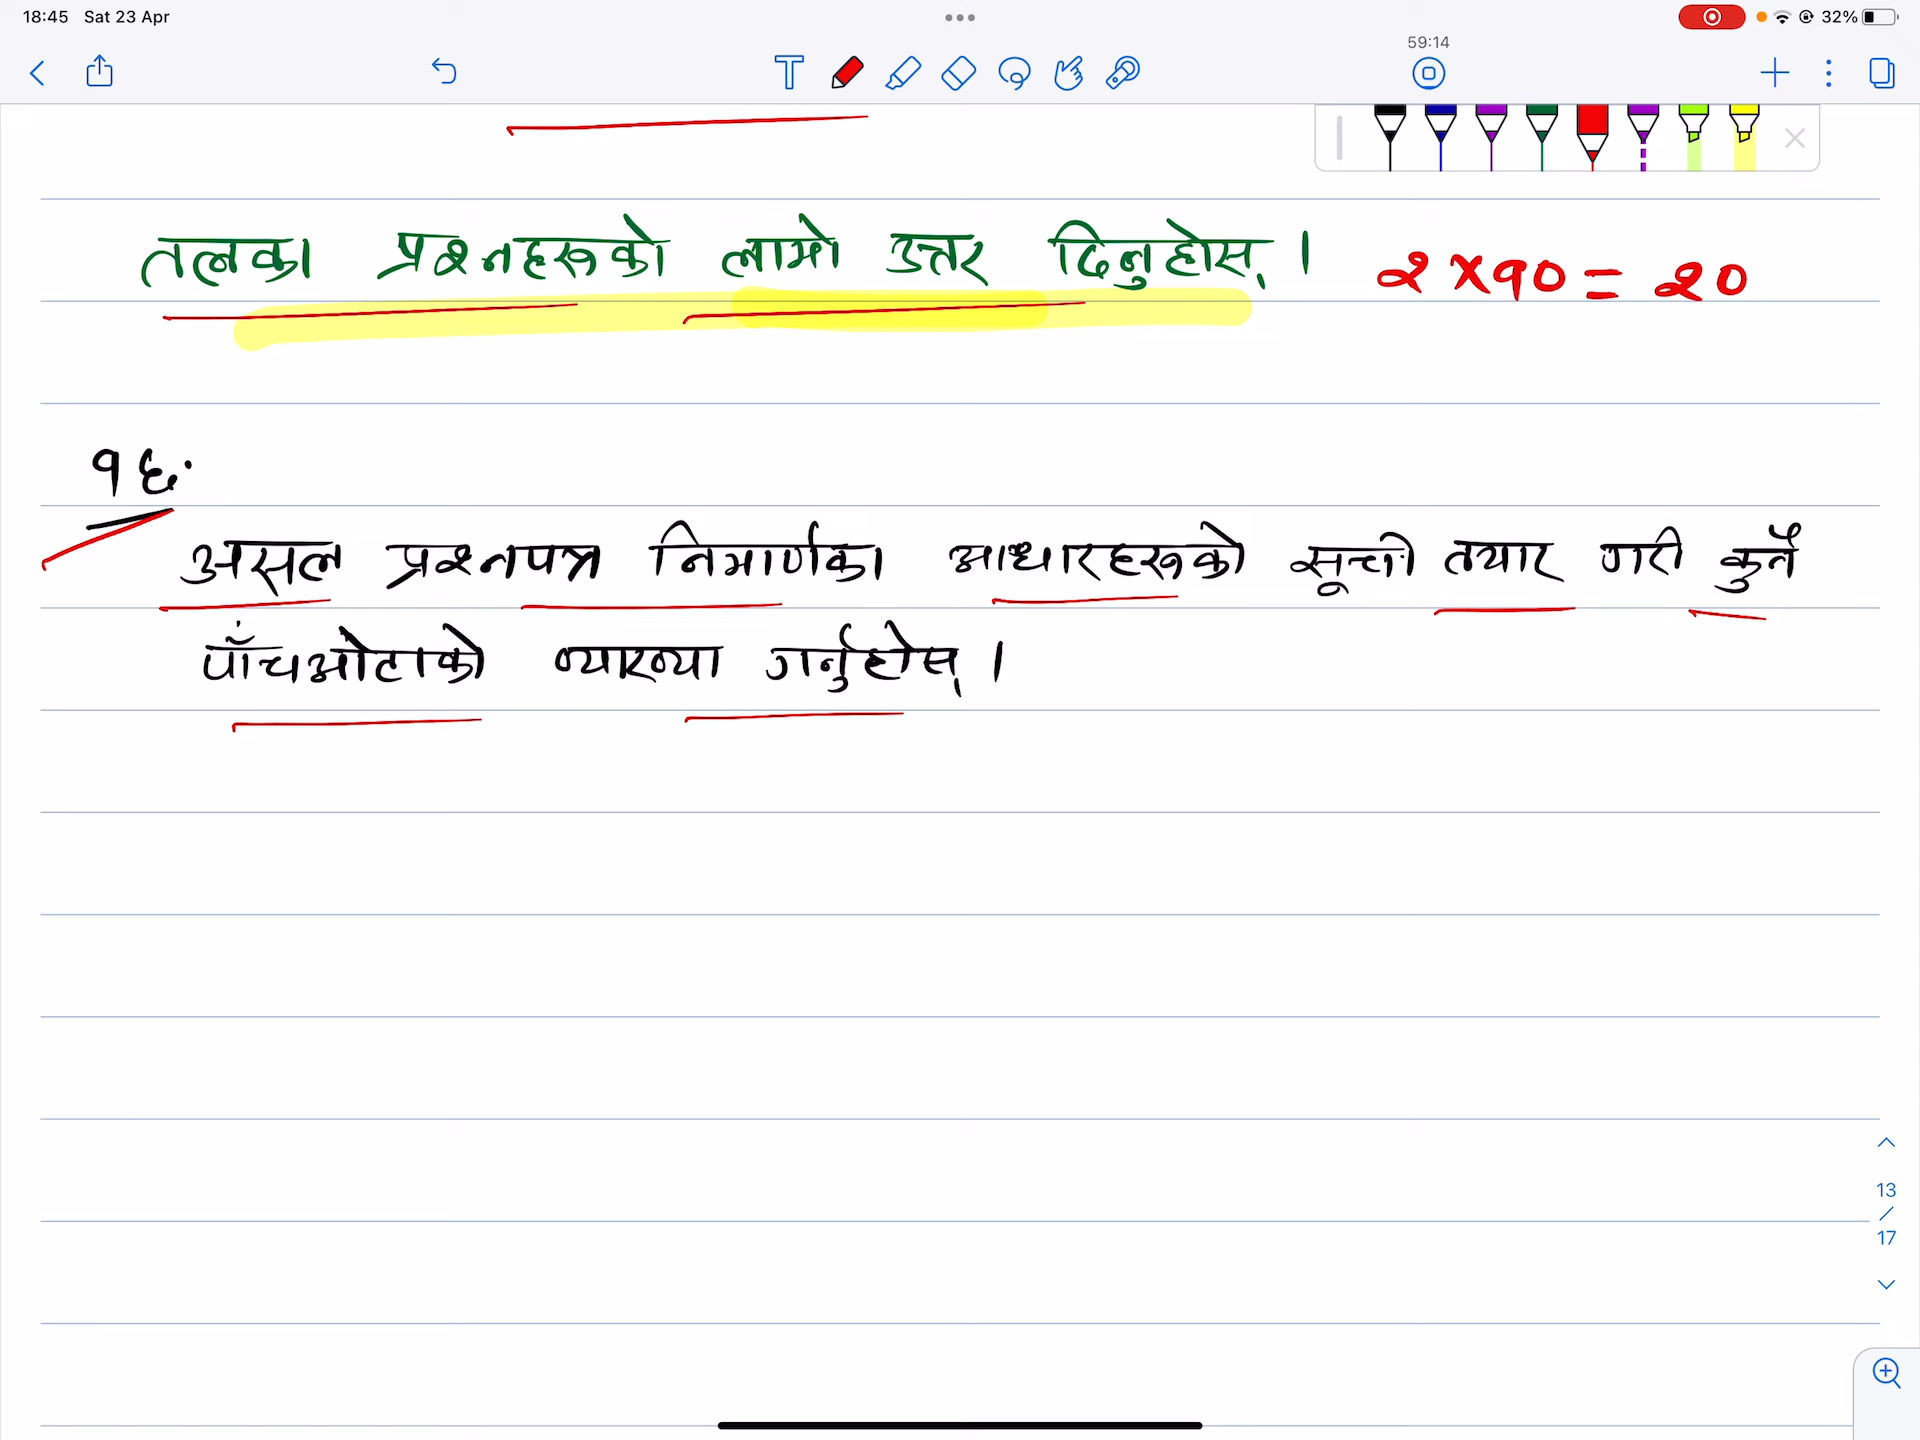 18:45 Sat 23 Apr
32%
59:14
तलका प्रश्नहरूको लामो उत्तर दिनुहोस् । २ × १० = २०
१६.
असल प्रश्नपत्र निमार्णका आधारहरूको सूची तयार गरी कुनै
पाँचओटाको व्याख्या गर्नुहोस् ।
13
/
17